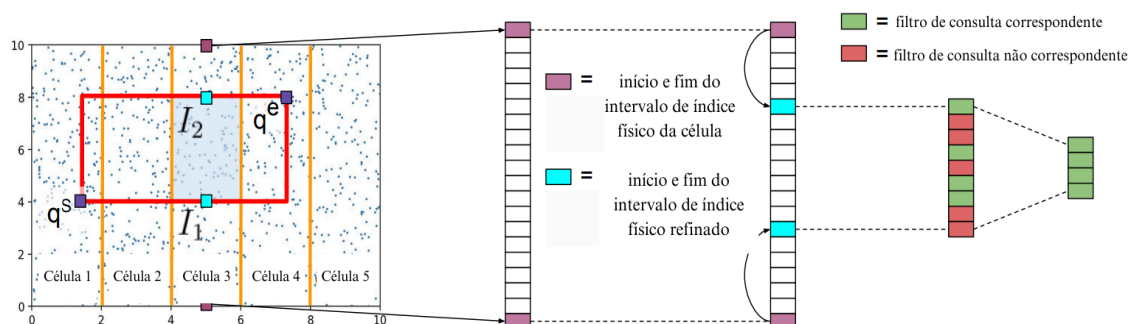 10
8
6
4
2
0
0
2
4
6
8
10
I₂
qᵉ
qˢ
I₁
Célula 1
Célula 2
Célula 3
Célula 4
Célula 5
= início e fim do
intervalo de índice
físico da célula
= início e fim do
intervalo de índice
físico refinado
= filtro de consulta correspondente
= filtro de consulta não correspondente